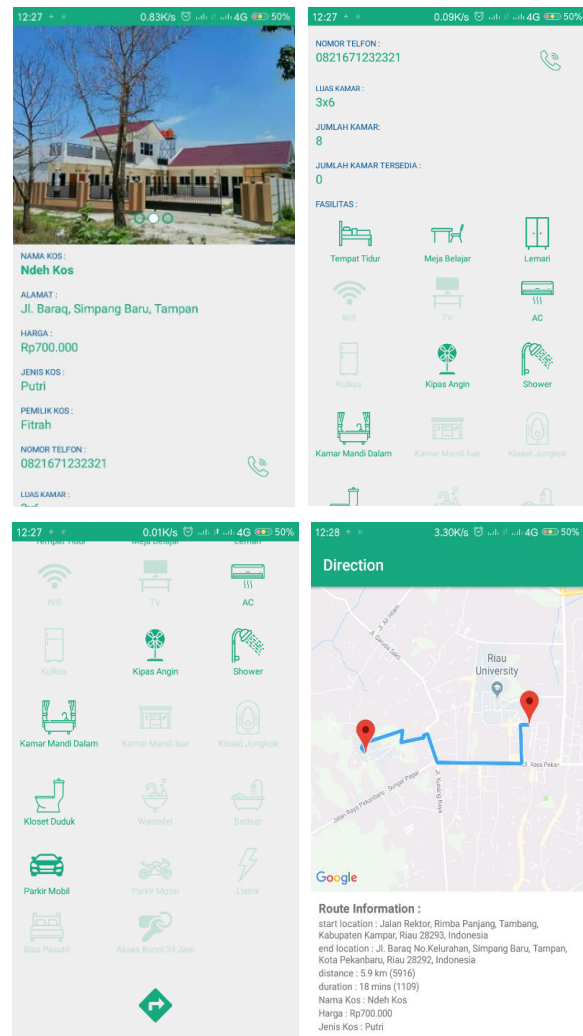 12:27 0.83K/s 4G 50%
NAMA KOS :
Ndeh Kos
ALAMAT :
Jl. Baraq, Simpang Baru, Tampan
HARGA :
Rp700.000
JENIS KOS :
Putri
PEMILIK KOS :
Fitrah
NOMOR TELFON :
0821671232321
LUAS KAMAR :
3x6
12:27 0.09K/s 4G 50%
NOMOR TELFON :
0821671232321
LUAS KAMAR :
3x6
JUMLAH KAMAR:
8
JUMLAH KAMAR TERSEDIA :
0
FASILITAS :
Tempat Tidur Meja Belajar Lemari
Wifi TV AC
Kulkas Kipas Angin Shower
Kamar Mandi Dalam Kamar Mandi luar Kloset Jongkok
12:27 0.01K/s 4G 50%
Tempat Tidur Meja Belajar Lemari
Wifi TV AC
Kulkas Kipas Angin Shower
Kamar Mandi Dalam Kamar Mandi luar Kloset Jongkok
Kloset Duduk Wastafel Bathup
Parkir Mobil Parkir Motor Listrik
Bisa Pasutri Akses Kunci 24 Jam
12:28 3.30K/s 4G 50%
Direction
Jl. Garuda Sakti
Riau
University
Jl. Raya Pekan
Jalan Raya Pekanbaru - Sungai Pagar
Google
Route Information :
start location : Jalan Rektor, Rimba Panjang, Tambang,
Kabupaten Kampar, Riau 28293, Indonesia
end location : Jl. Baraq No.Kelurahan, Simpang Baru, Tampan,
Kota Pekanbaru, Riau 28292, Indonesia
distance : 5.9 km (5916)
duration : 18 mins (1109)
Nama Kos : Ndeh Kos
Harga : Rp700.000
Jenis Kos : Putri